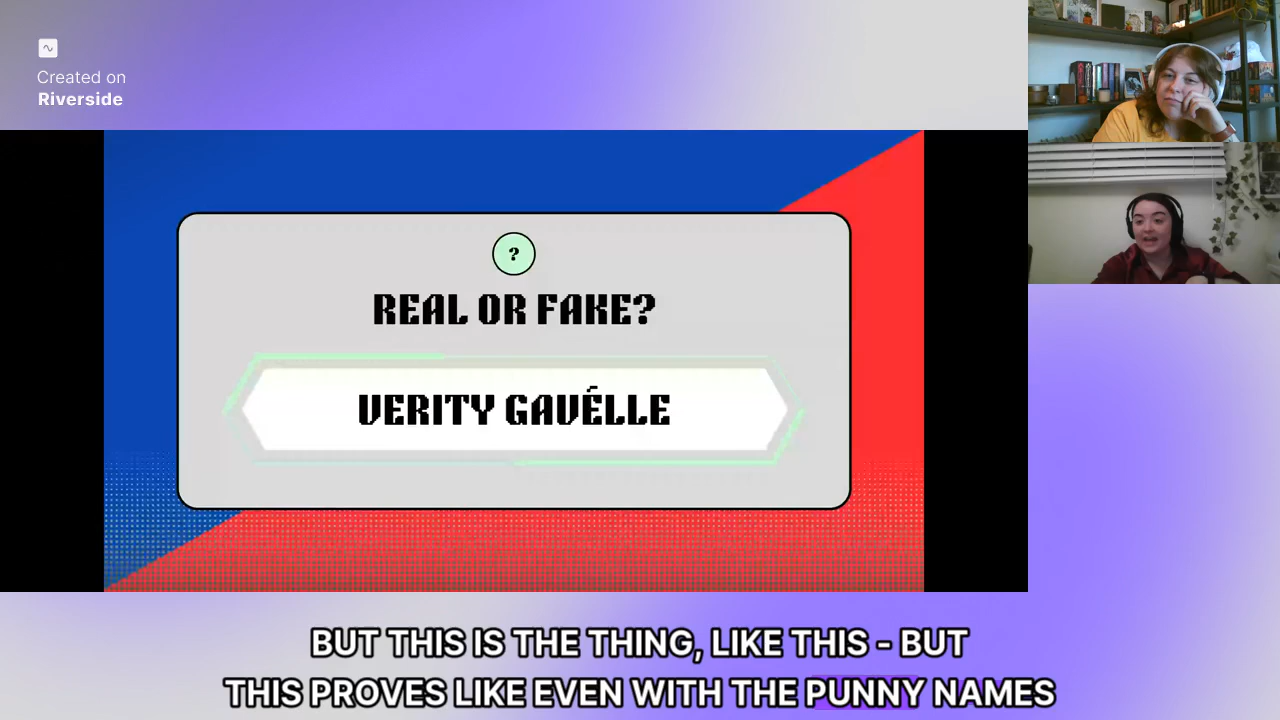 Created on
Riverside
?
REAL OR FAKE?
VERITY GAVÉLLE
BUT THIS IS THE THING, LIKE THIS - BUT
THIS PROVES LIKE EVEN WITH THE PUNNY NAMES